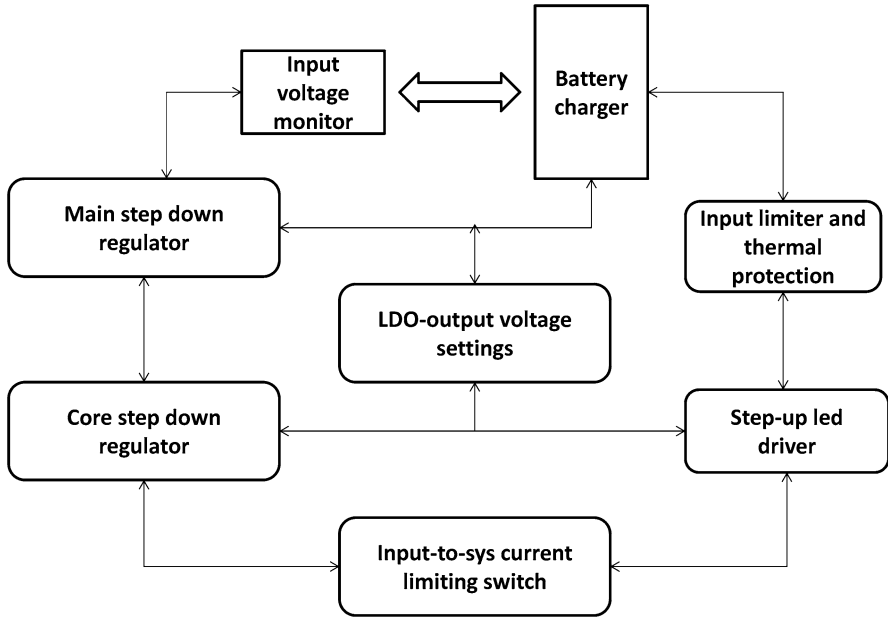 Input
voltage
monitor
Battery
charger
Main step down
regulator
Input limiter and
thermal
protection
LDO-output voltage
settings
Core step down
regulator
Step-up led
driver
Input-to-sys current
limiting switch